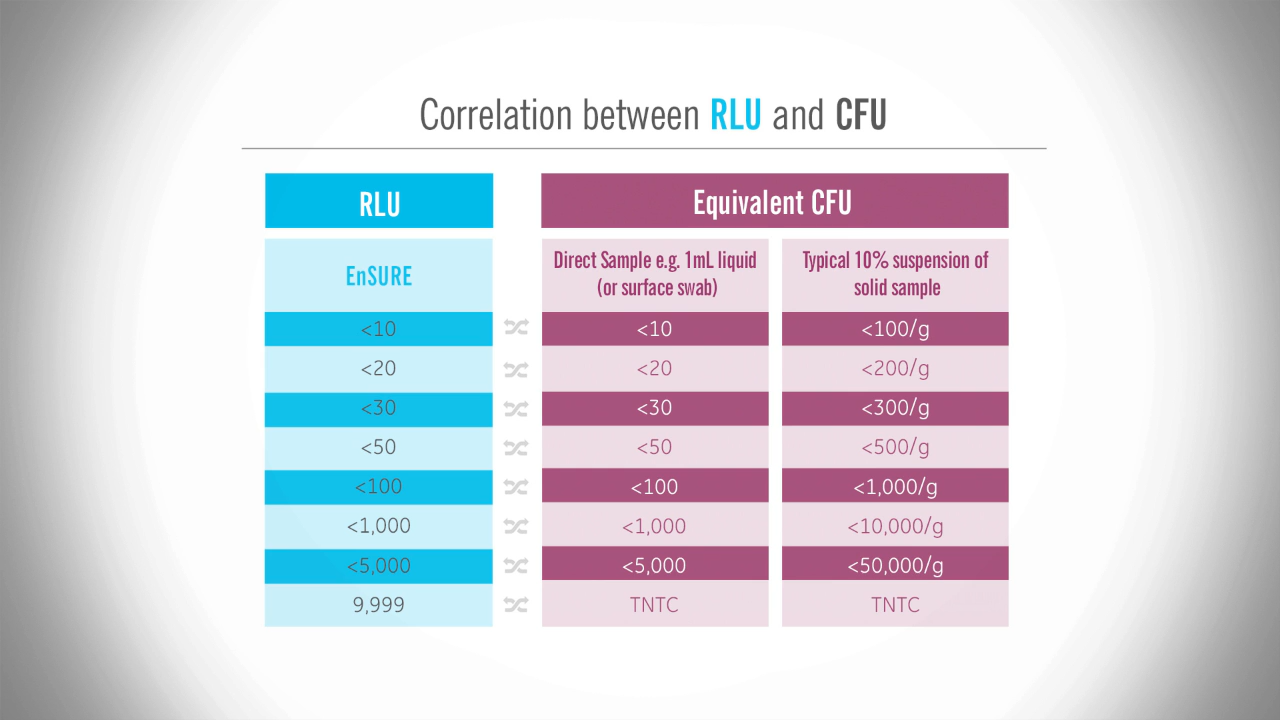 Correlation between RLU and CFU
RLU
Equivalent CFU
EnSURE
Direct Sample e.g. 1mL liquid
(or surface swab)
Typical 10% suspension of
solid sample
<10 <10 <100/g
<20 <20 <200/g
<30 <30 <300/g
<50 <50 <500/g
<100 <100 <1,000/g
<1,000 <1,000 <10,000/g
<5,000 <5,000 <50,000/g
9,999 TNTC TNTC